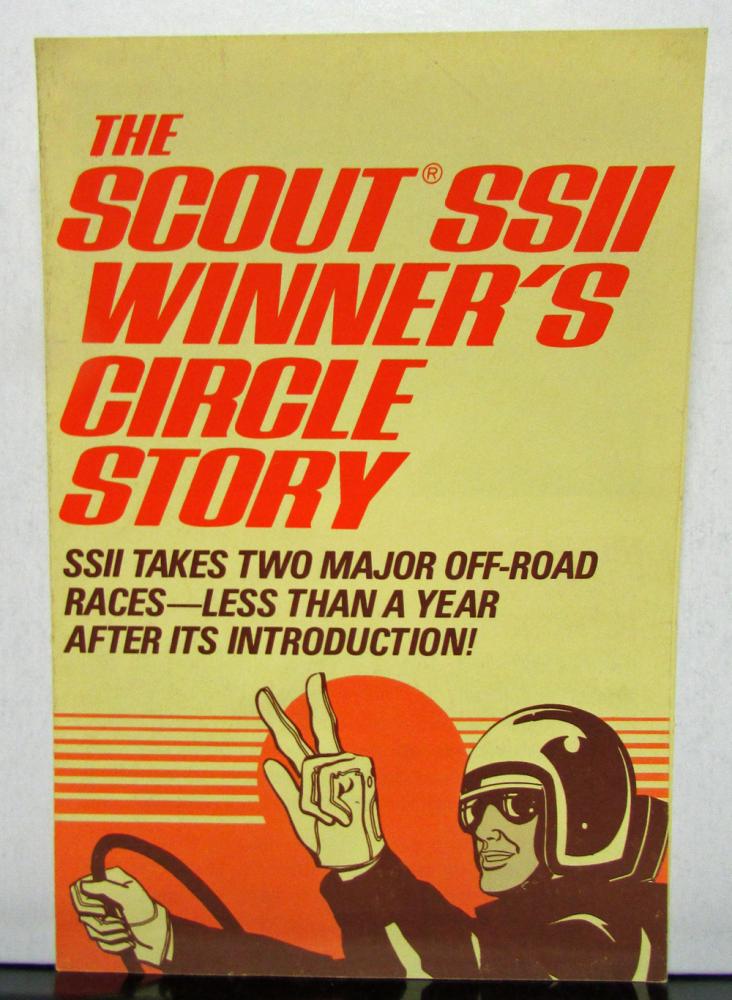 THE
SCOUT® SSII
WINNER'S
CIRCLE
STORY
SSII TAKES TWO MAJOR OFF-ROAD
RACES—LESS THAN A YEAR
AFTER ITS INTRODUCTION!